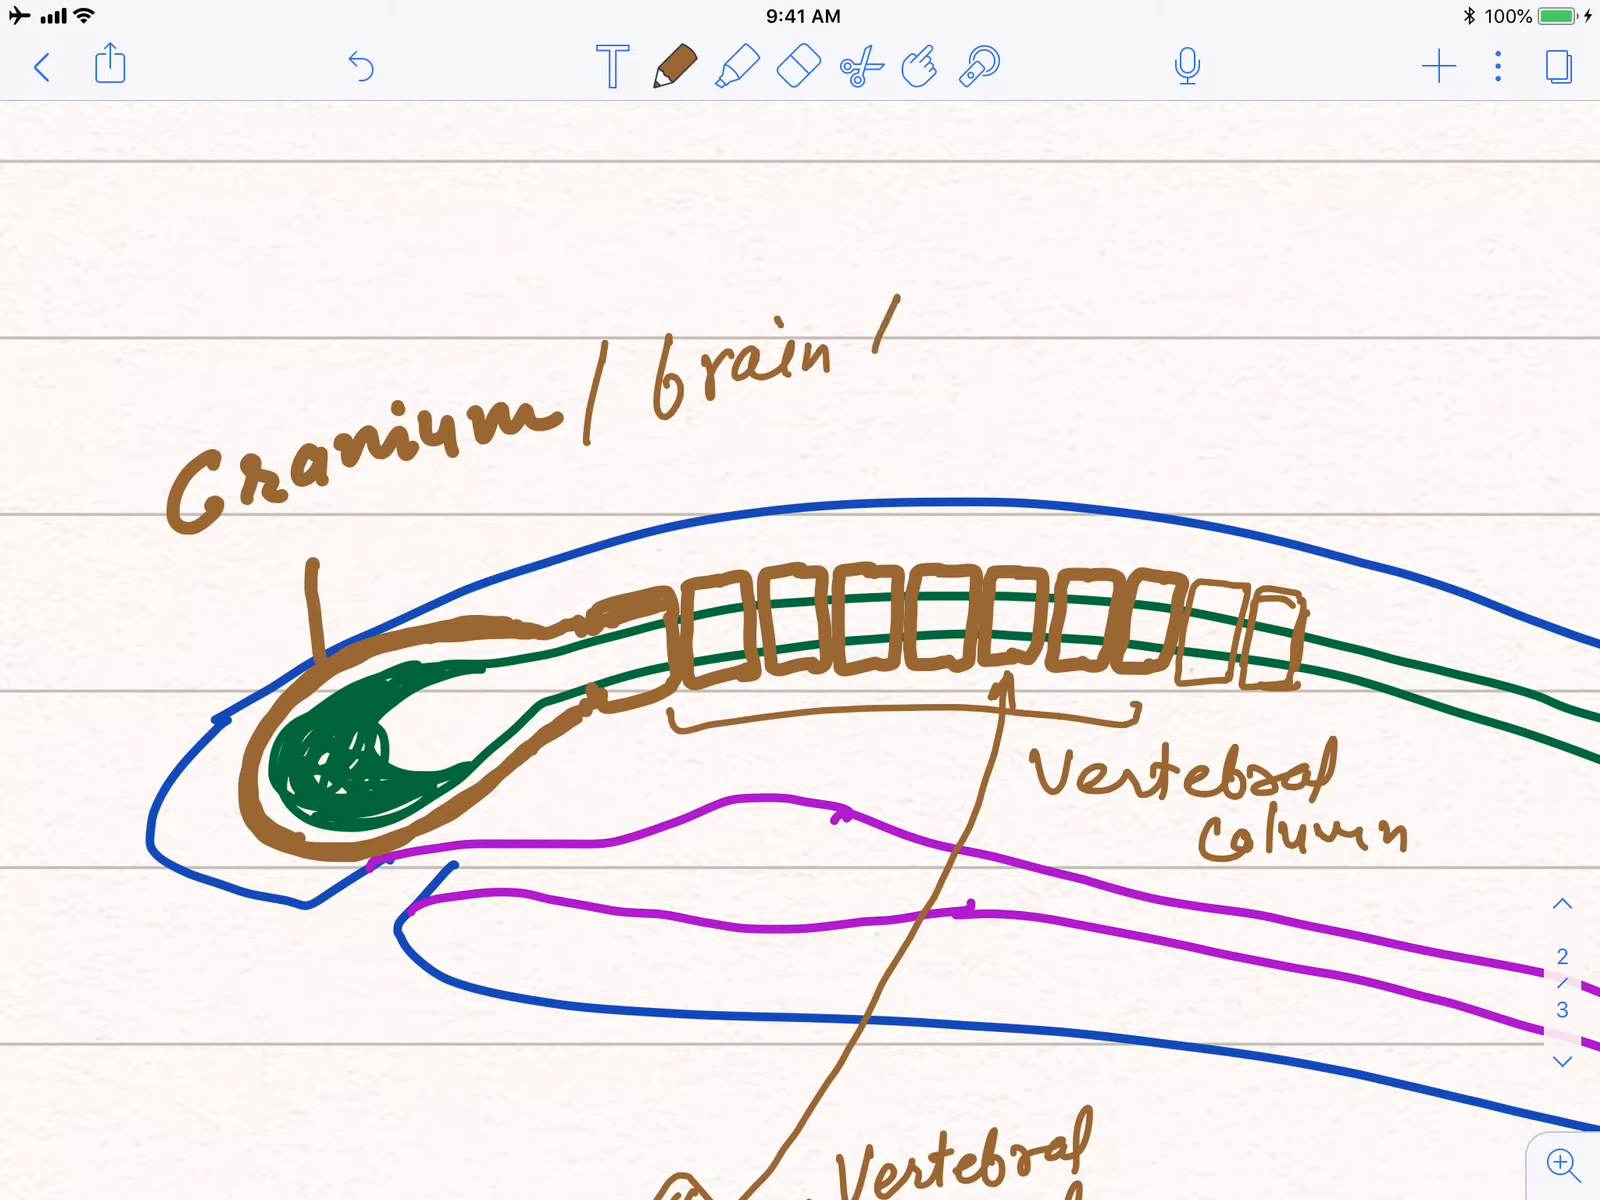 9:41 AM
100%
T
Cranium / brain /
Vertebral
Column
2
/
3
Vertebral